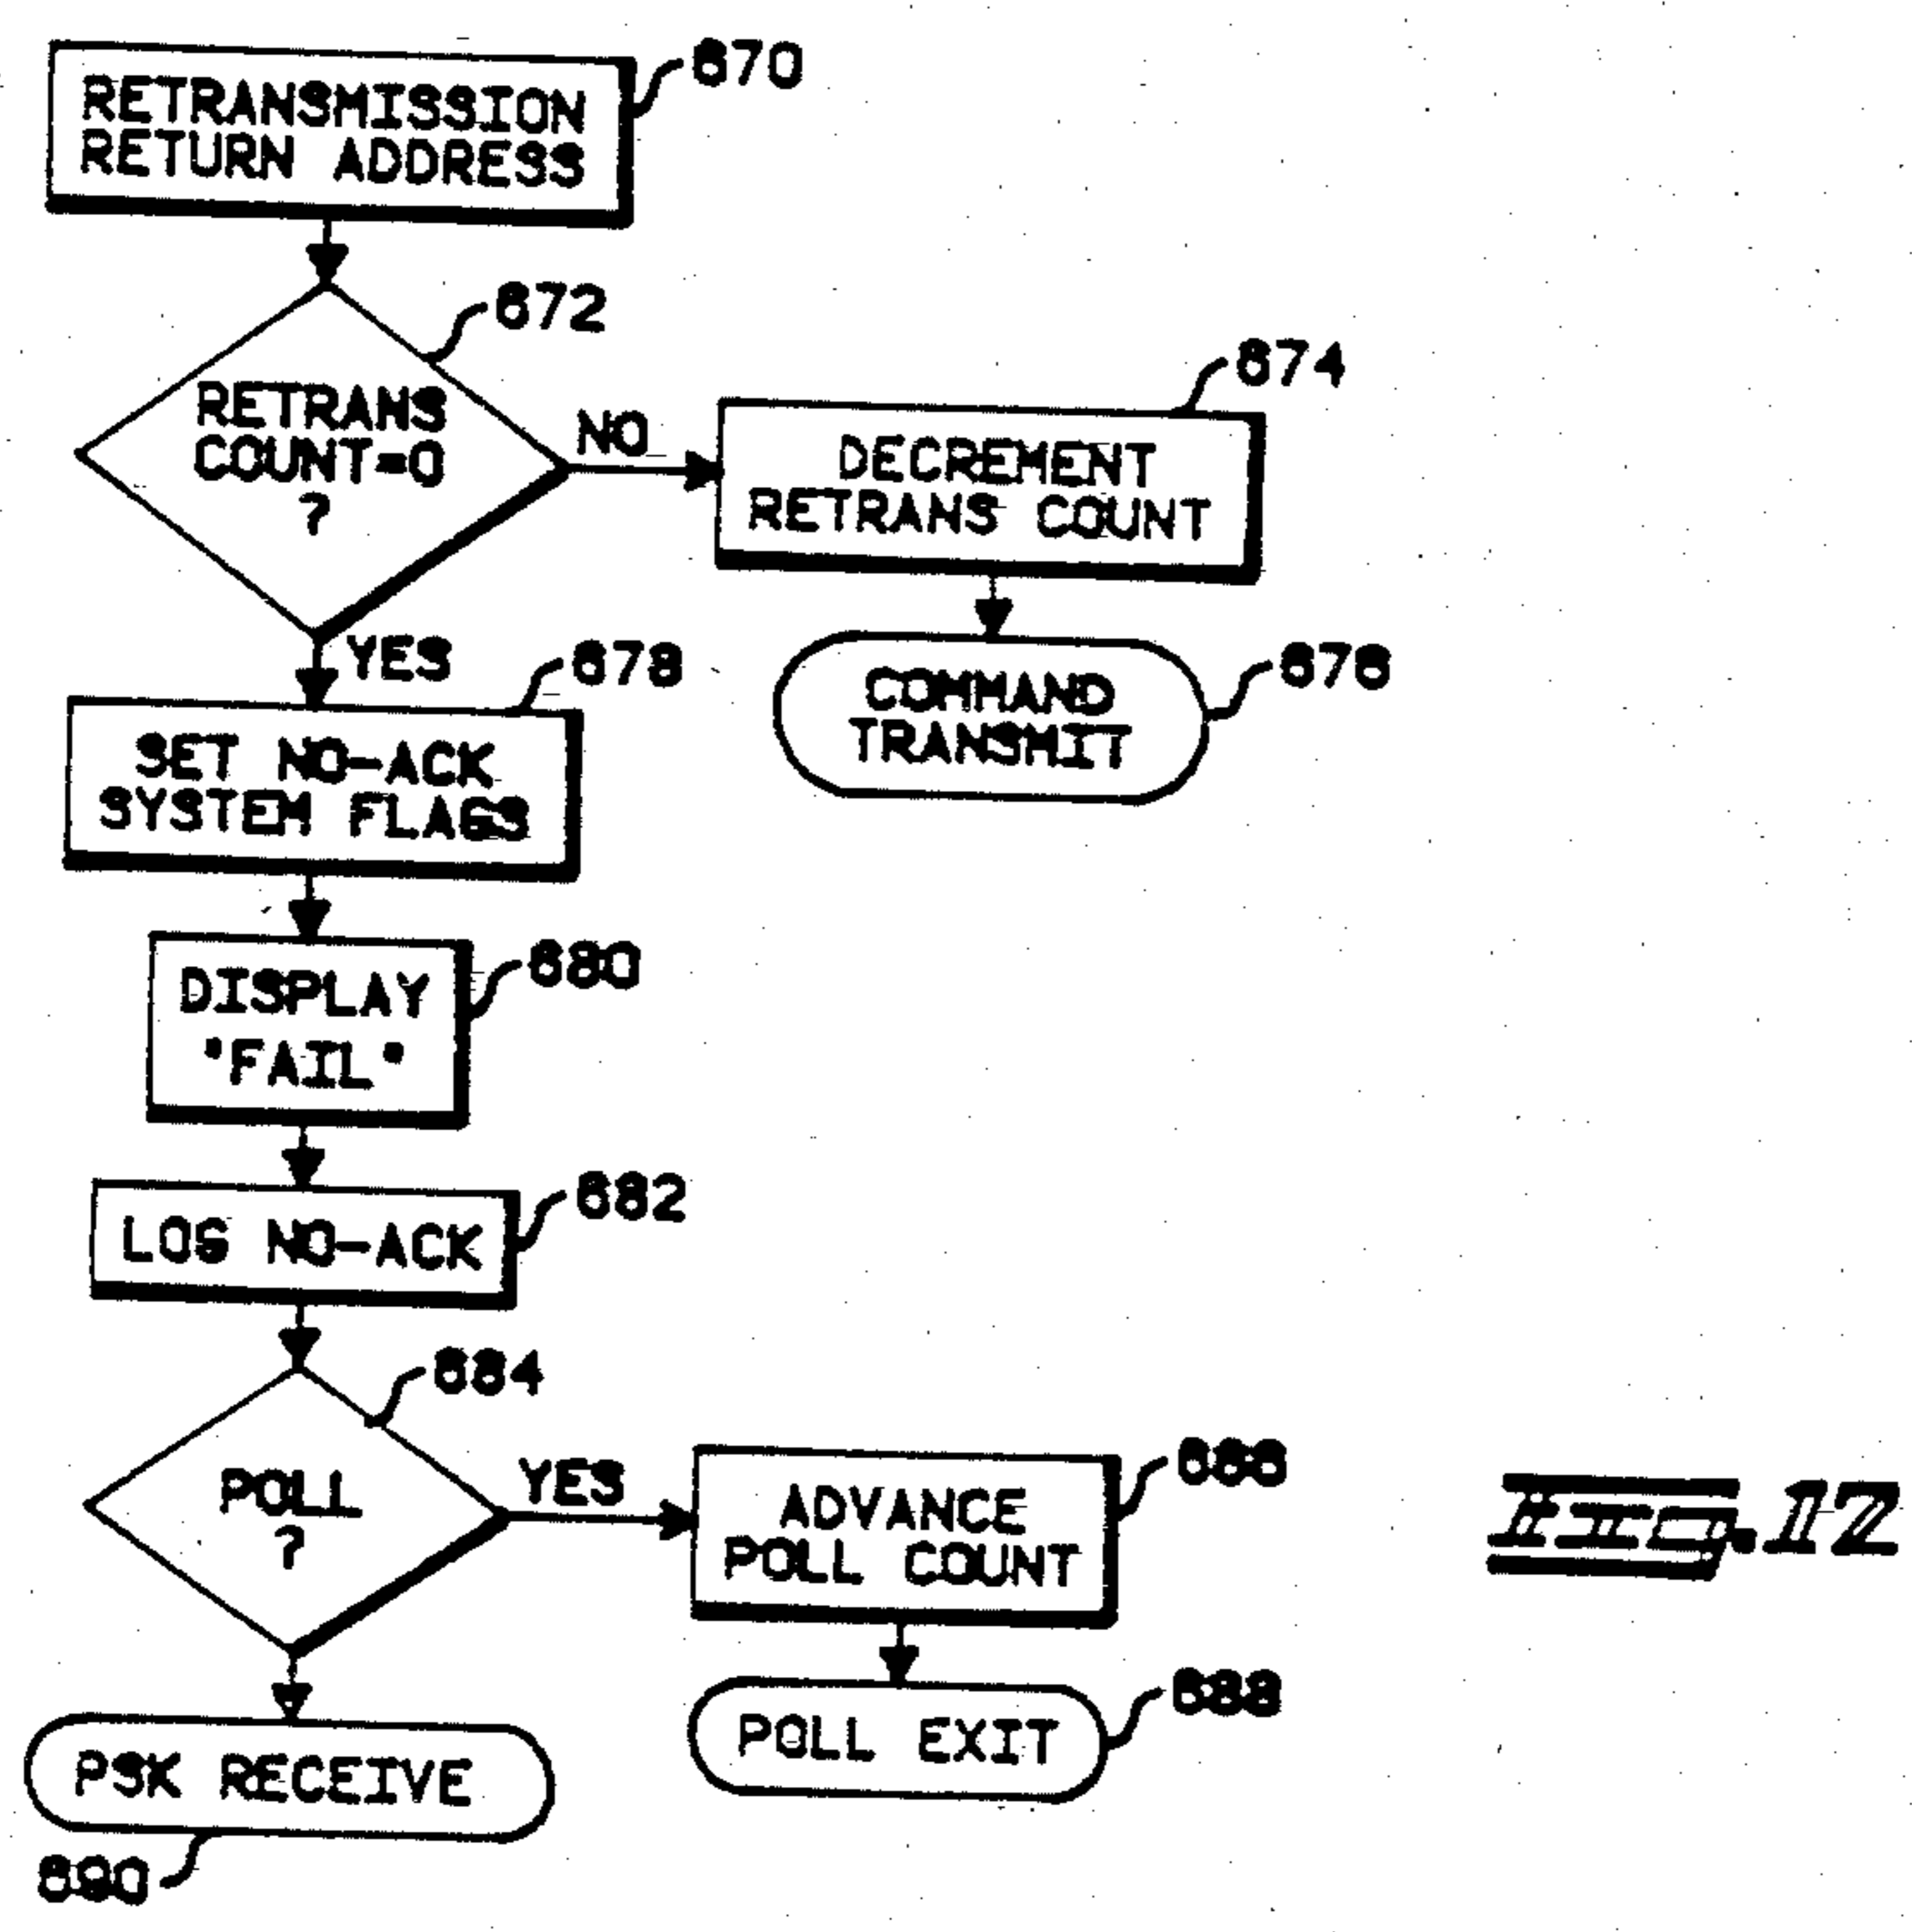 RETRANSMISSION
RETURN ADDRESS
670
RETRANS
COUNT=0
?
672
NO
DECREMENT
RETRANS COUNT
674
COMMAND
TRANSMIT
676
YES
SET NO-ACK
SYSTEM FLAGS
678
DISPLAY
"FAIL"
680
LOG NO-ACK
682
POLL
?
684
YES
ADVANCE
POLL COUNT
686
POLL EXIT
688
PSK RECEIVE
690
Fig. 12